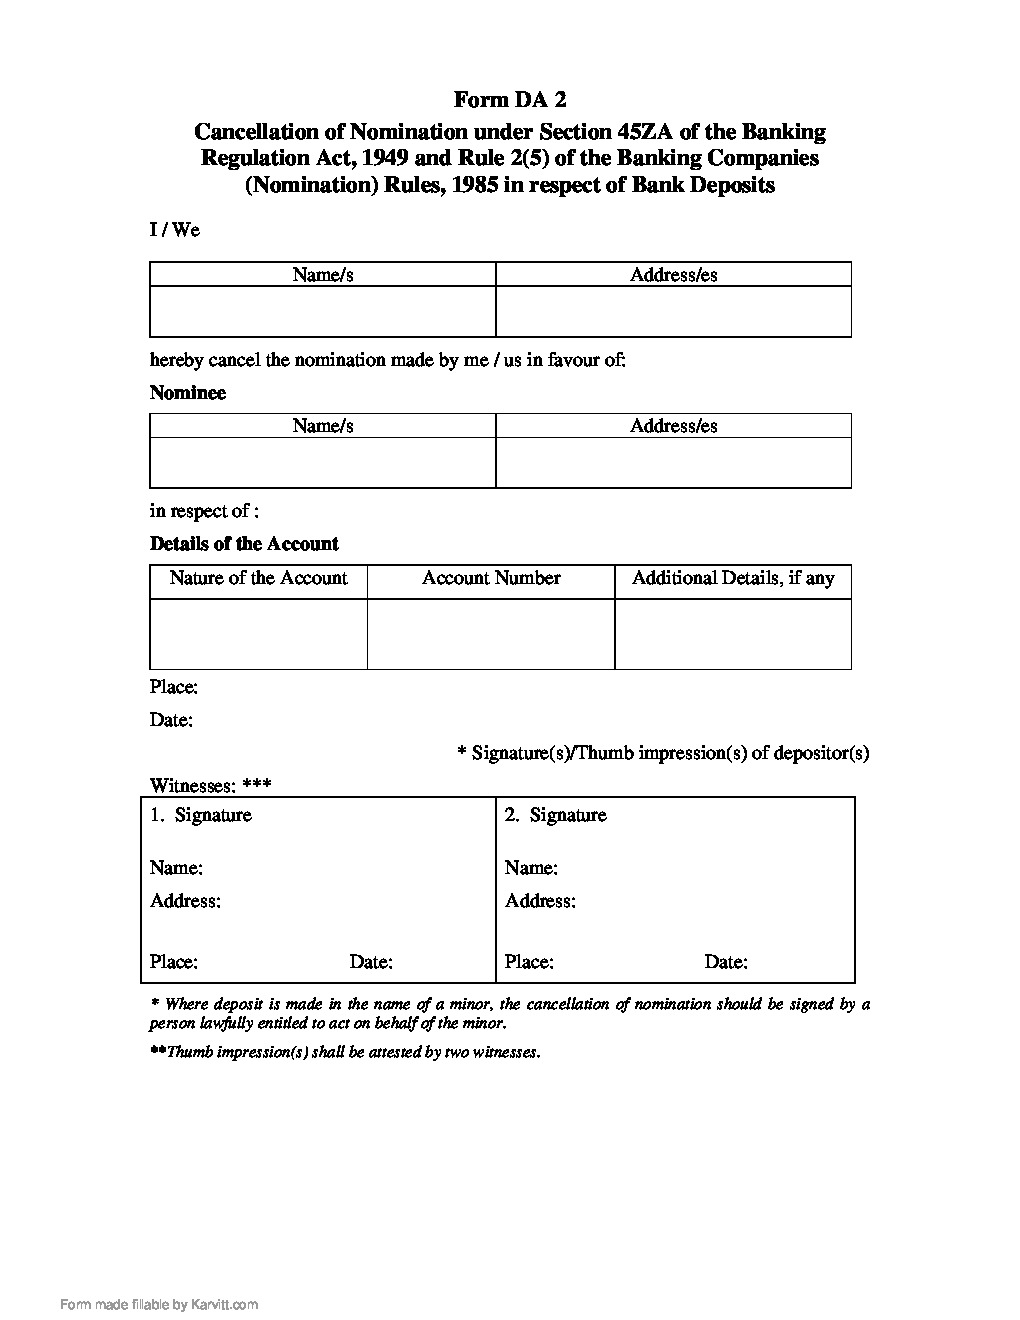 Form DA 2
Cancellation of Nomination under Section 45ZA of the Banking
Regulation Act, 1949 and Rule 2(5) of the Banking Companies
(Nomination) Rules, 1985 in respect of Bank Deposits
I / We
Name/s Address/es
hereby cancel the nomination made by me / us in favour of:
Nominee
Name/s Address/es
in respect of :
Details of the Account
Nature of the Account Account Number Additional Details, if any
Place:
Date:
* Signature(s)/Thumb impression(s) of depositor(s)
Witnesses: ***
1. Signature 2. Signature
Name: Name:
Address: Address:
Place: Date: Place: Date:
* Where deposit is made in the name of a minor, the cancellation of nomination should be signed by a
person lawfully entitled to act on behalf of the minor.
**Thumb impression(s) shall be attested by two witnesses.
Form made fillable by Karvitt.com